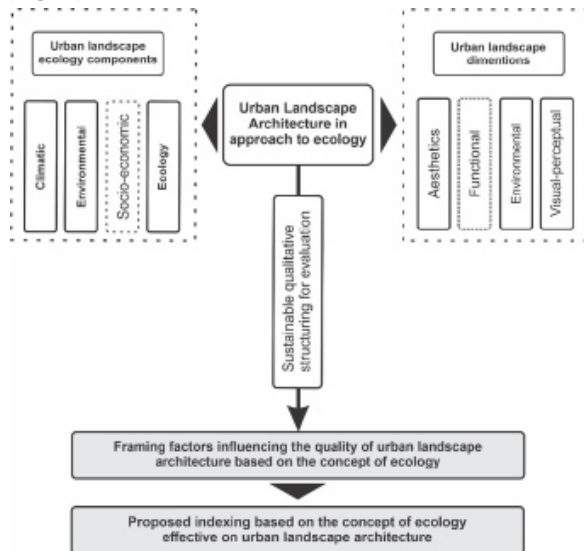 Urban landscape
ecology components
Climatic
Environmental
Socio-economic
Ecology
Urban Landscape
Architecture in
approach to ecology
Urban landscape
dimentions
Aesthetics
Functional
Environmental
Visual-perceptual
Sustainable qualitative
structuring for evaluation
Framing factors influencing the quality of urban landscape
architecture based on the concept of ecology
Proposed indexing based on the concept of ecology
effective on urban landscape architecture